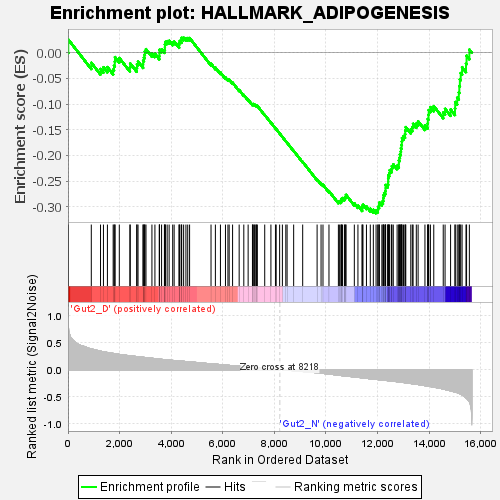 Enrichment plot: HALLMARK_ADIPOGENESIS
Enrichment score (ES)
0.00
-0.05
-0.10
-0.15
-0.20
-0.25
-0.30
'Gut2_D' (positively correlated)
Ranked list metric (Signal2Noise)
1.0
0.5
0.0
-0.5
-1.0
Zero cross at 8218
'Gut2_N' (negatively correlated)
0 2,000 4,000 6,000 8,000 10,000 12,000 14,000 16,000
Rank in Ordered Dataset
Enrichment profile Hits Ranking metric scores